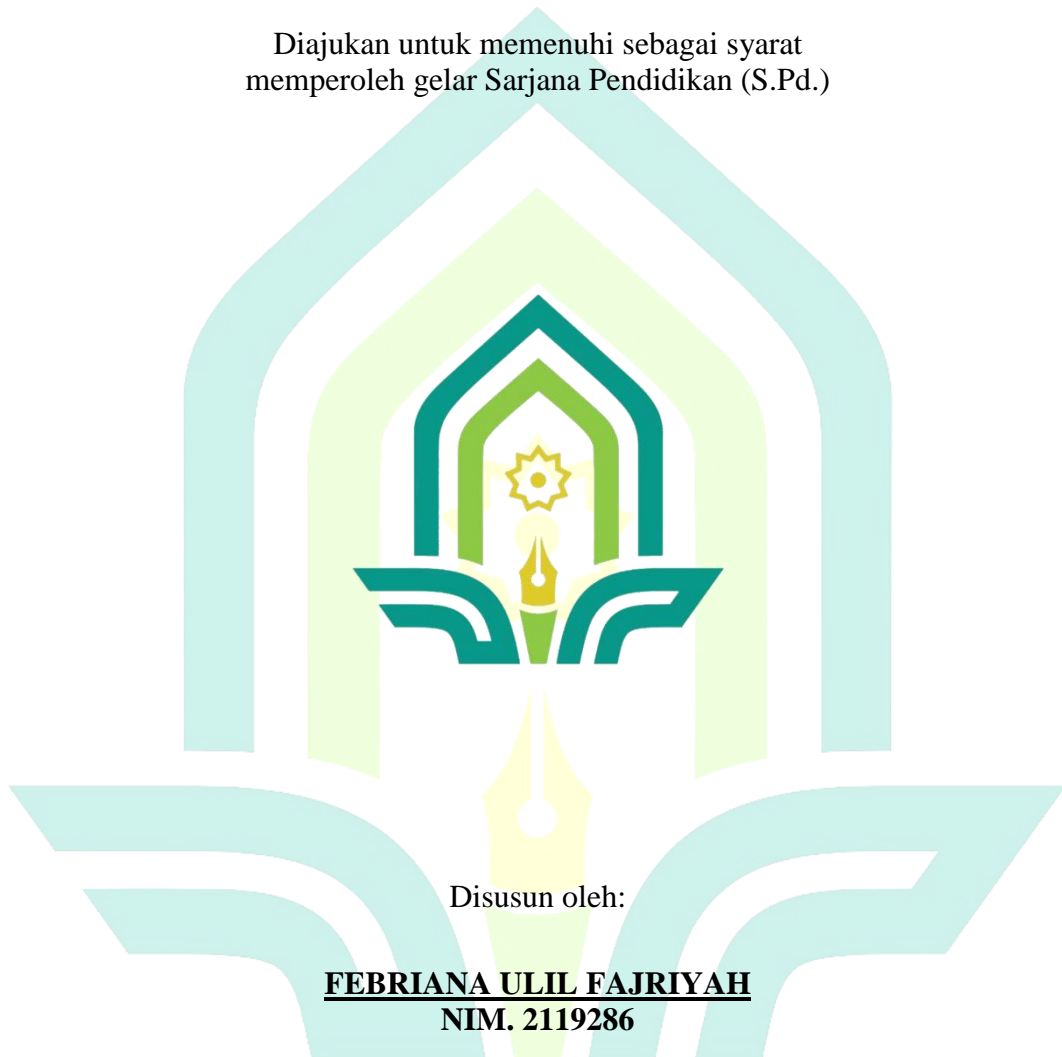 Diajukan untuk memenuhi sebagai syarat
memperoleh gelar Sarjana Pendidikan (S.Pd.)
Disusun oleh:
FEBRIANA ULIL FAJRIYAH
NIM. 2119286